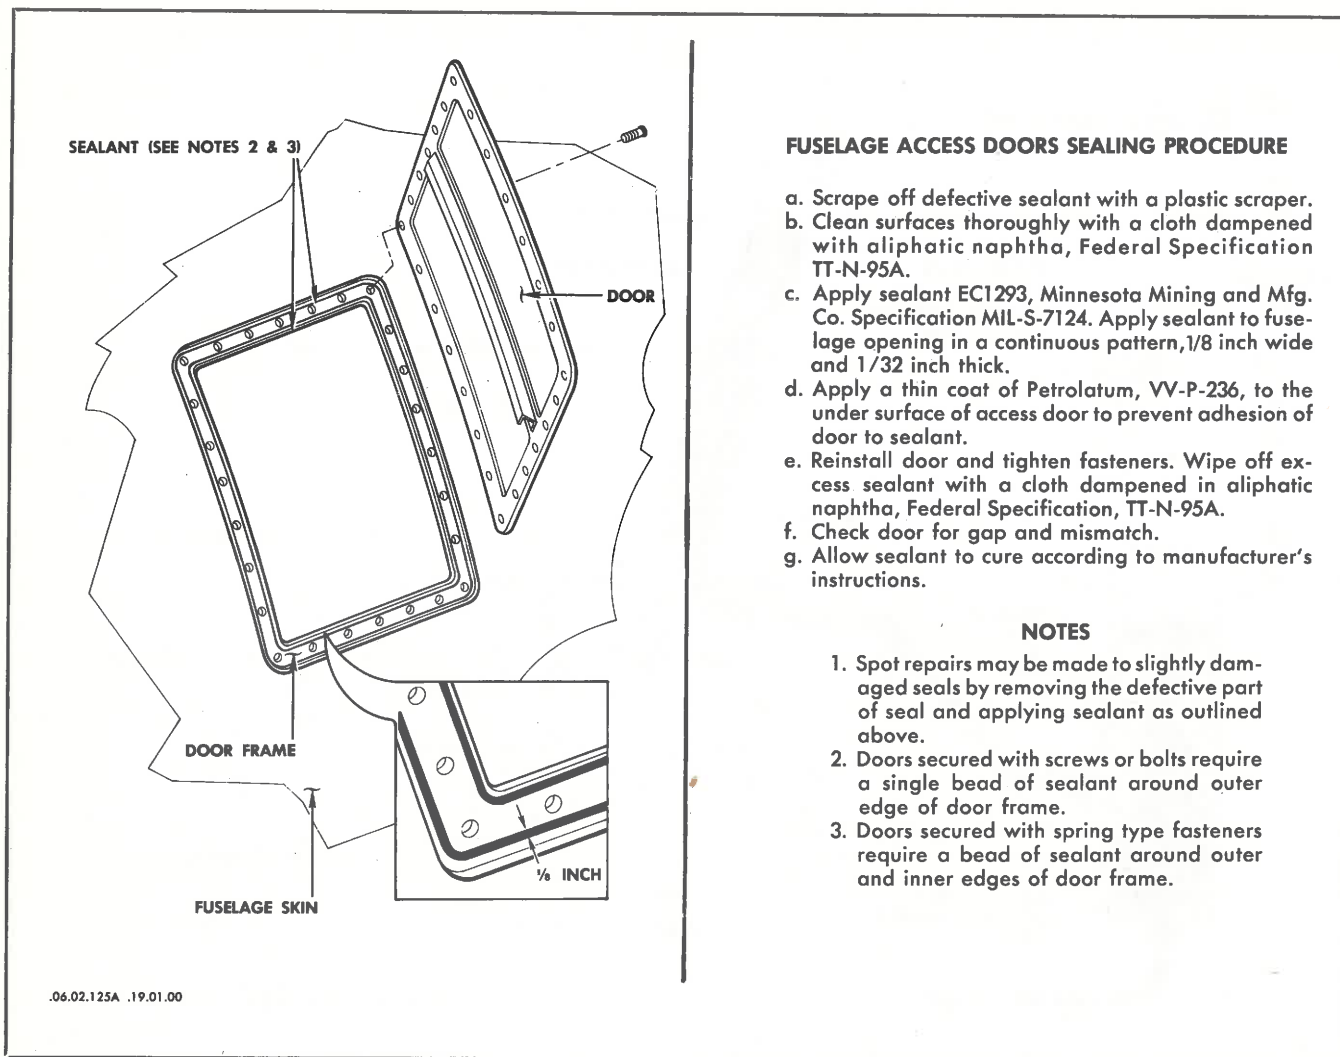 SEALANT (SEE NOTES 2 & 3)
DOOR
DOOR FRAME
1/8 INCH
FUSELAGE SKIN
.06.02.125A .19.01.00
FUSELAGE ACCESS DOORS SEALING PROCEDURE
a. Scrape off defective sealant with a plastic scraper.
b. Clean surfaces thoroughly with a cloth dampened
with aliphatic naphtha, Federal Specification
TT-N-95A.
c. Apply sealant EC1293, Minnesota Mining and Mfg.
Co. Specification MIL-S-7124. Apply sealant to fuse-
lage opening in a continuous pattern,1/8 inch wide
and 1/32 inch thick.
d. Apply a thin coat of Petrolatum, VV-P-236, to the
under surface of access door to prevent adhesion of
door to sealant.
e. Reinstall door and tighten fasteners. Wipe off ex-
cess sealant with a cloth dampened in aliphatic
naphtha, Federal Specification, TT-N-95A.
f. Check door for gap and mismatch.
g. Allow sealant to cure according to manufacturer's
instructions.
NOTES
1. Spot repairs may be made to slightly dam-
aged seals by removing the defective part
of seal and applying sealant as outlined
above.
2. Doors secured with screws or bolts require
a single bead of sealant around outer
edge of door frame.
3. Doors secured with spring type fasteners
require a bead of sealant around outer
and inner edges of door frame.